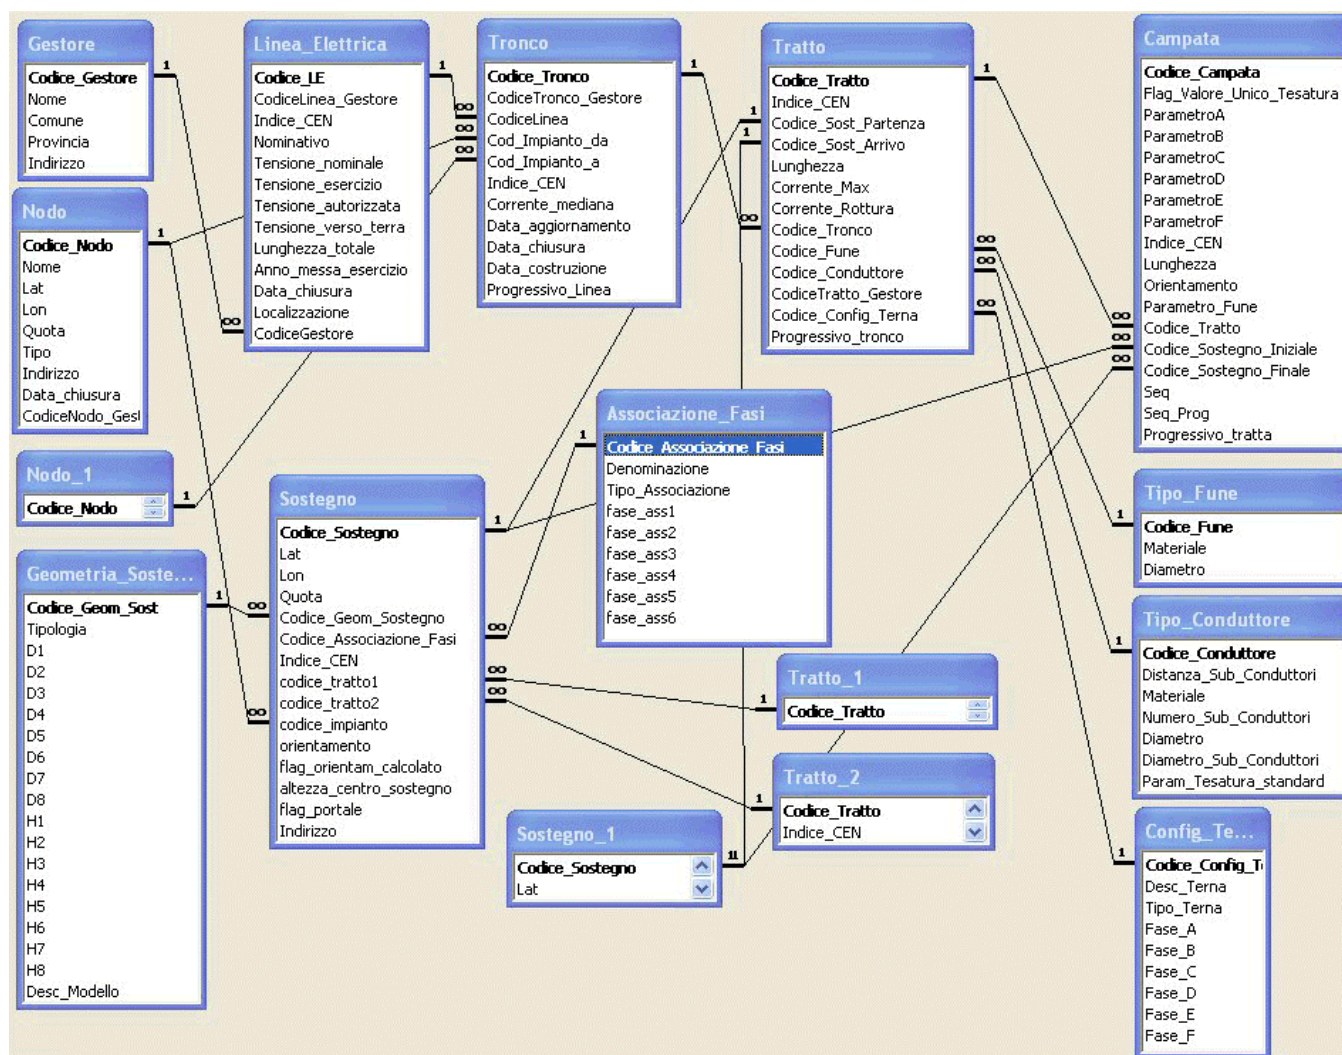 Gestore
Codice_Gestore
Nome
Comune
Provincia
Indirizzo
Linea_Elettrica
Codice_LE
CodiceLinea_Gestore
Indice_CEN
Nominativo
Tensione_nominale
Tensione_esercizio
Tensione_autorizzata
Tensione_verso_terra
Lunghezza_totale
Anno_messa_esercizio
Data_chiusura
Localizzazione
CodiceGestore
Tronco
Codice_Tronco
CodiceTronco_Gestore
CodiceLinea
Cod_Impianto_da
Cod_Impianto_a
Indice_CEN
Corrente_mediana
Data_aggiornamento
Data_chiusura
Data_costruzione
Progressivo_Linea
Tratto
Codice_Tratto
Indice_CEN
Codice_Sost_Partenza
Codice_Sost_Arrivo
Lunghezza
Corrente_Max
Corrente_Rottura
Codice_Tronco
Codice_Fune
Codice_Conduttore
CodiceTratto_Gestore
Codice_Config_Terna
Progressivo_tronco
Campata
Codice_Campata
Flag_Valore_Unico_Tesatura
ParametroA
ParametroB
ParametroC
ParametroD
ParametroE
ParametroF
Indice_CEN
Lunghezza
Orientamento
Parametro_Fune
Codice_Tratto
Codice_Sostegno_Iniziale
Codice_Sostegno_Finale
Seq
Seq_Prog
Progressivo_tratta
Nodo
Codice_Nodo
Nome
Lat
Lon
Quota
Tipo
Indirizzo
Data_chiusura
CodiceNodo_Gest
Nodo_1
Codice_Nodo
Geometria_Soste...
Codice_Geom_Sost
Tipologia
D1
D2
D3
D4
D5
D6
D7
D8
H1
H2
H3
H4
H5
H6
H7
H8
Desc_Modello
Sostegno
Codice_Sostegno
Lat
Lon
Quota
Codice_Geom_Sostegno
Codice_Associazione_Fasi
Indice_CEN
codice_tratto1
codice_tratto2
codice_impianto
orientamento
flag_orientam_calcolato
altezza_centro_sostegno
flag_portale
Indirizzo
Associazione_Fasi
Codice_Associazione_Fasi
Denominazione
Tipo_Associazione
fase_ass1
fase_ass2
fase_ass3
fase_ass4
fase_ass5
fase_ass6
Tratto_1
Codice_Tratto
Tratto_2
Codice_Tratto
Indice_CEN
Sostegno_1
Codice_Sostegno
Lat
Tipo_Fune
Codice_Fune
Materiale
Diametro
Tipo_Conduttore
Codice_Conduttore
Distanza_Sub_Conduttori
Materiale
Numero_Sub_Conduttori
Diametro
Diametro_Sub_Conduttori
Param_Tesatura_standard
Config_Te...
Codice_Config_T
Desc_Terna
Tipo_Terna
Fase_A
Fase_B
Fase_C
Fase_D
Fase_E
Fase_F